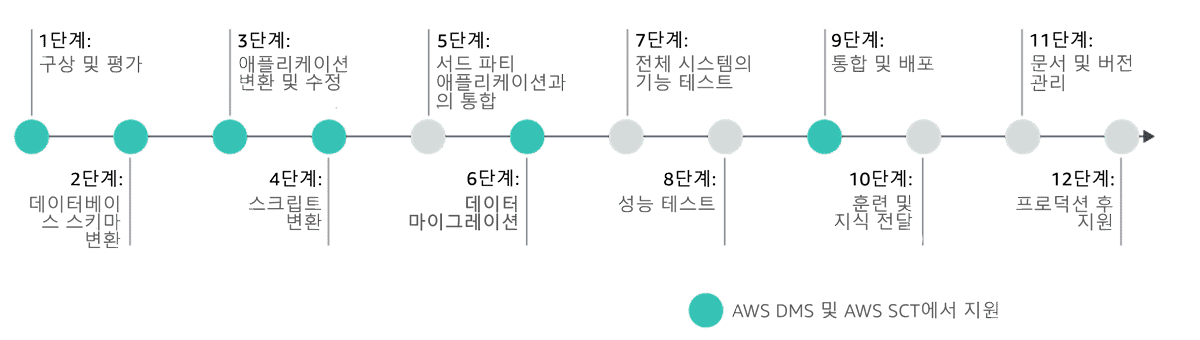 1단계:
구상 및 평가
3단계:
애플리케이션
변환 및 수정
5단계:
서드 파티
애플리케이션과
의 통합
7단계:
전체 시스템의
기능 테스트
9단계:
통합 및 배포
11단계:
문서 및 버전
관리
2단계:
데이터베이
스 스키마
변환
4단계:
스크립트
변환
6단계:
데이터
마이그레이션
8단계:
성능 테스트
10단계:
훈련 및
지식 전달
12단계:
프로덕션 후
지원
AWS DMS 및 AWS SCT에서 지원